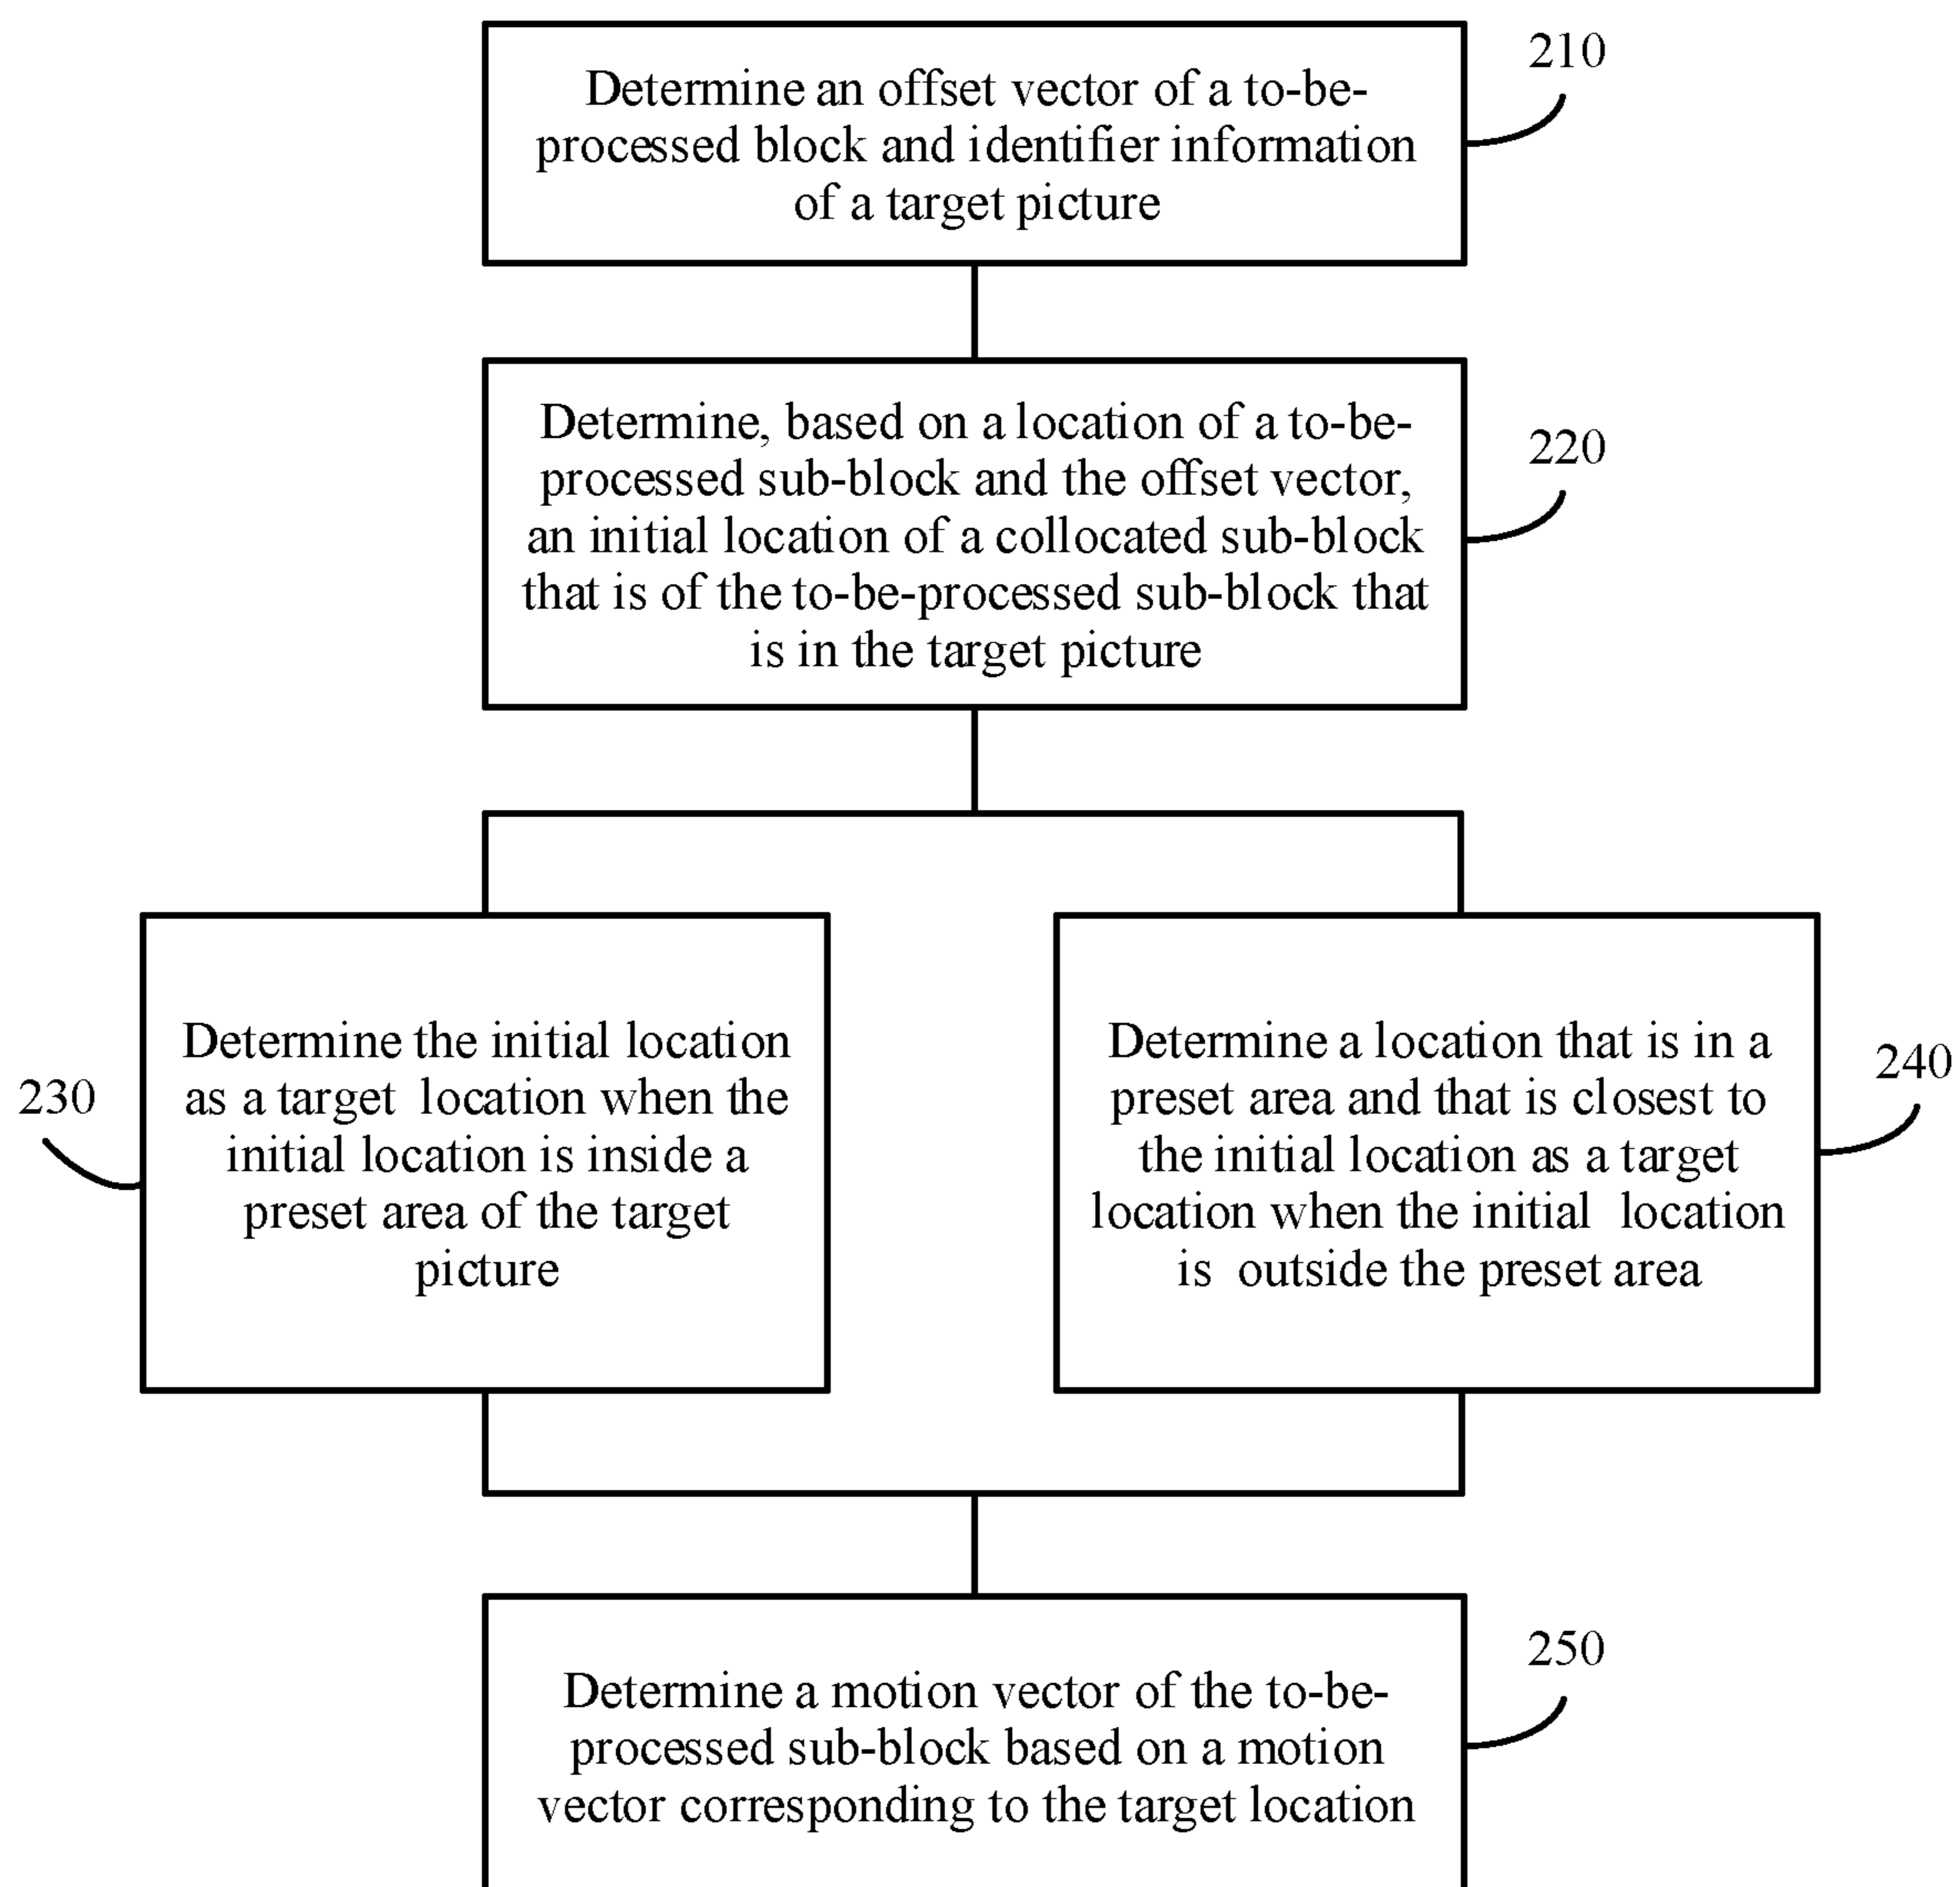 210
Determine an offset vector of a to-be-
processed block and identifier information
of a target picture
220
Determine, based on a location of a to-be-
processed sub-block and the offset vector,
an initial location of a collocated sub-block
that is of the to-be-processed sub-block that
is in the target picture
230
Determine the initial location
as a target location when the
initial location is inside a
preset area of the target
picture
240
Determine a location that is in a
preset area and that is closest to
the initial location as a target
location when the initial location
is outside the preset area
250
Determine a motion vector of the to-be-
processed sub-block based on a motion
vector corresponding to the target location